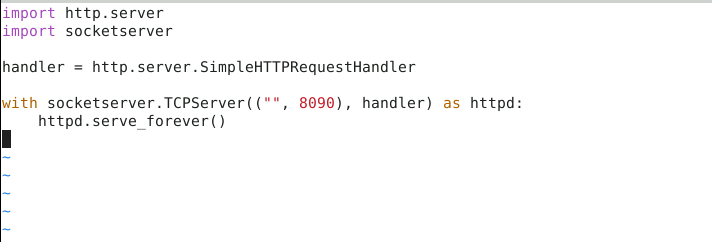 import http.server
import socketserver

handler = http.server.SimpleHTTPRequestHandler

with socketserver.TCPServer(("", 8090), handler) as httpd:
    httpd.serve_forever()

~
~
~
~
~